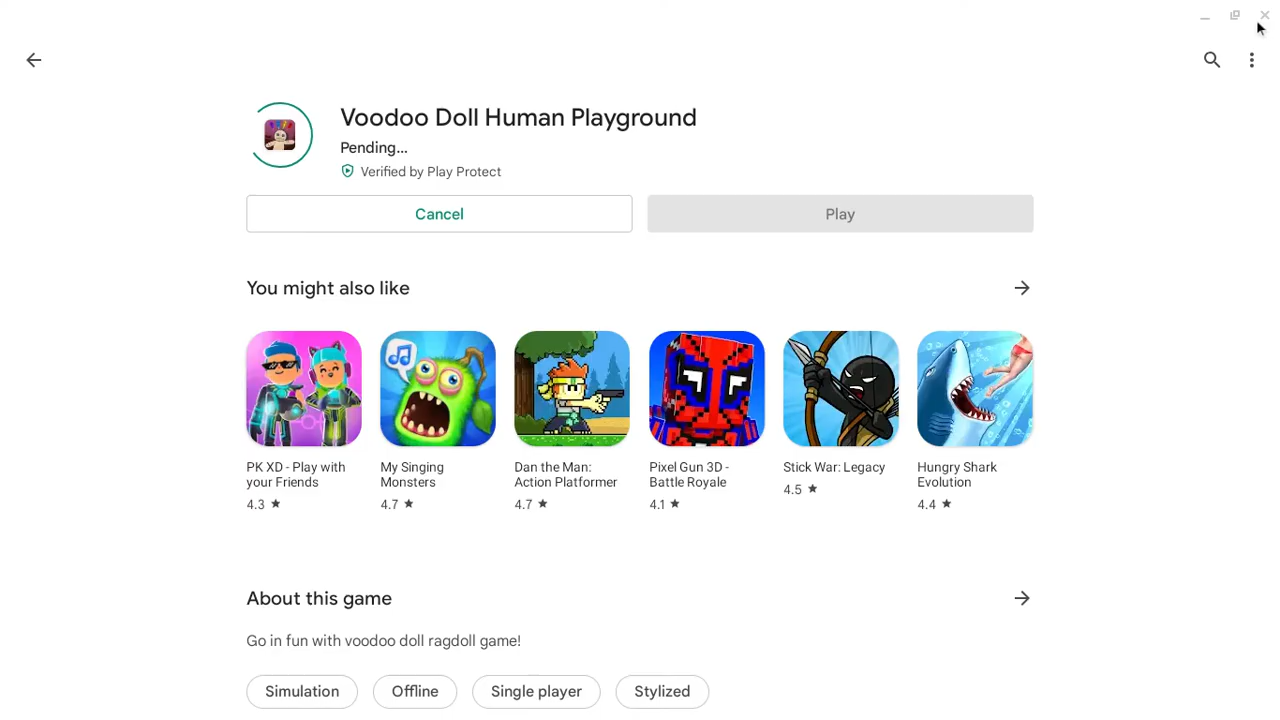 Voodoo Doll Human Playground
Pending...
Verified by Play Protect
Cancel
Play
You might also like
PK XD - Play with
your Friends
4.3 ★
My Singing
Monsters
4.7 ★
Dan the Man:
Action Platformer
4.7 ★
Pixel Gun 3D -
Battle Royale
4.1 ★
Stick War: Legacy
4.5 ★
Hungry Shark
Evolution
4.4 ★
About this game
Go in fun with voodoo doll ragdoll game!
Simulation
Offline
Single player
Stylized